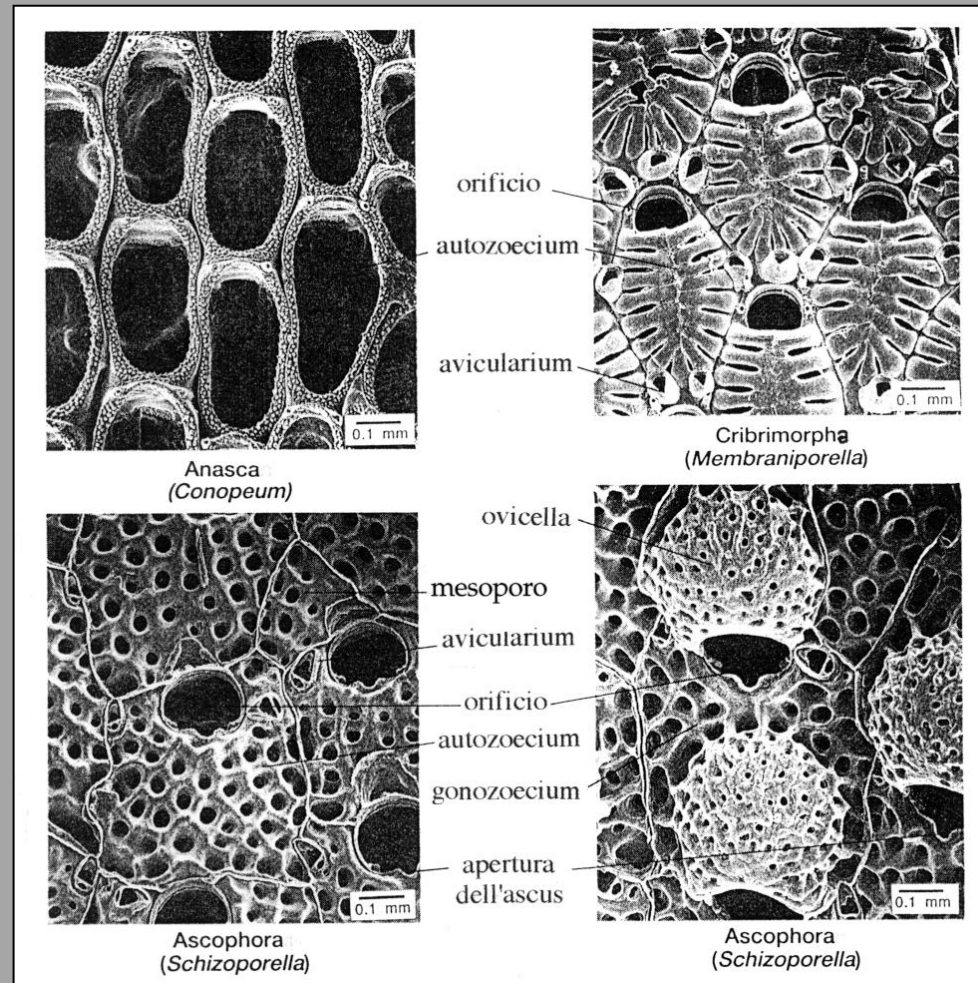 orificio
autozoecium
avicularium
0.1 mm
0.1 mm
Anasca
(Conopeum)
Cribrimorpha
(Membraniporella)
ovicella
mesoporo
avicularium
orificio
autozoecium
gonozoecium
apertura
dell'ascus
0.1 mm
0.1 mm
Ascophora
(Schizoporella)
Ascophora
(Schizoporella)